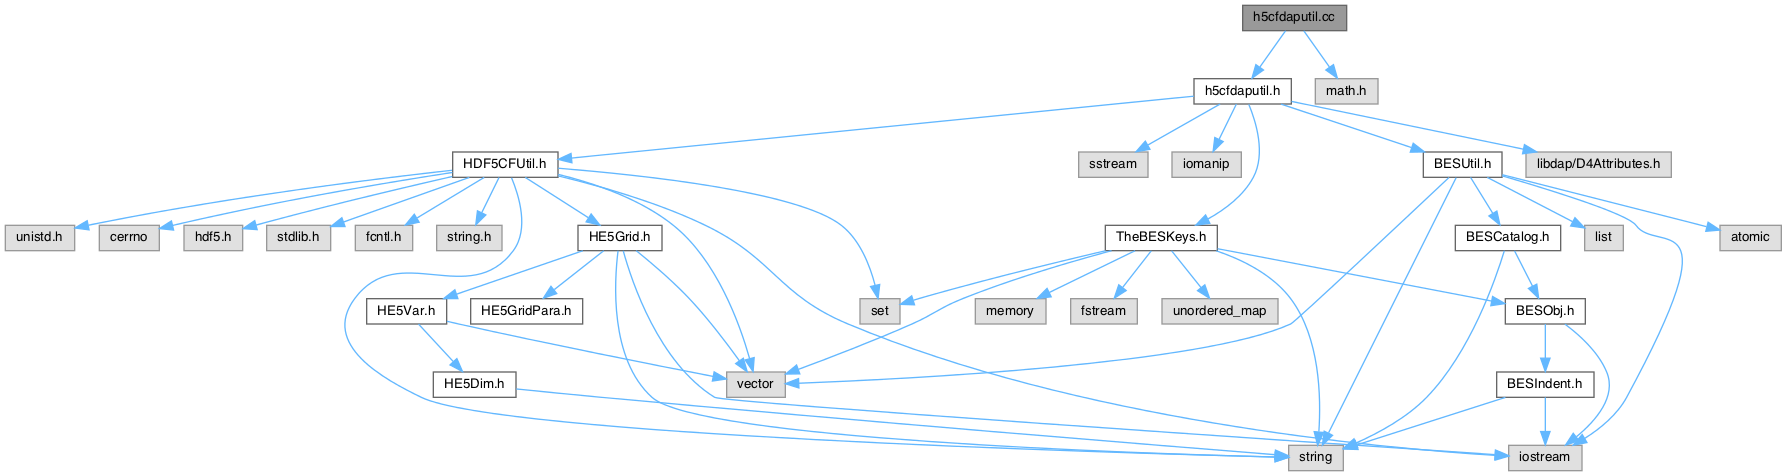 h5cfdaputil.cc
h5cfdaputil.h
math.h
HDF5CFUtil.h
sstream
iomanip
BESUtil.h
libdap/D4Attributes.h
unistd.h
cerrno
hdf5.h
stdlib.h
fcntl.h
string.h
HE5Grid.h
TheBESKeys.h
BESCatalog.h
list
atomic
HE5Var.h
HE5GridPara.h
set
memory
fstream
unordered_map
BESObj.h
HE5Dim.h
vector
BESIndent.h
string
iostream